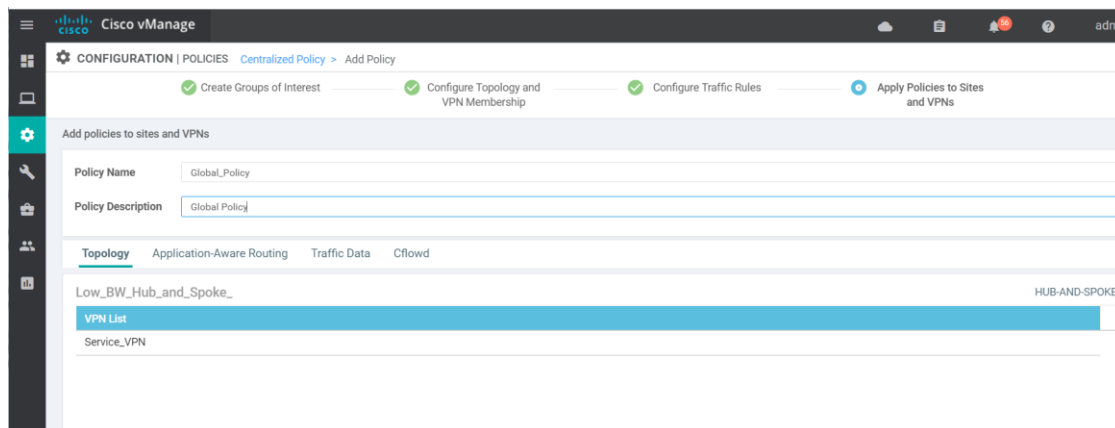 cisco Cisco vManage 56 adm
CONFIGURATION | POLICIES Centralized Policy > Add Policy
Create Groups of Interest Configure Topology and VPN Membership Configure Traffic Rules Apply Policies to Sites and VPNs
Add policies to sites and VPNs
Policy Name Global_Policy
Policy Description Global Policy
Topology Application-Aware Routing Traffic Data Cflowd
Low_BW_Hub_and_Spoke_ HUB-AND-SPOKE
VPN List
Service_VPN